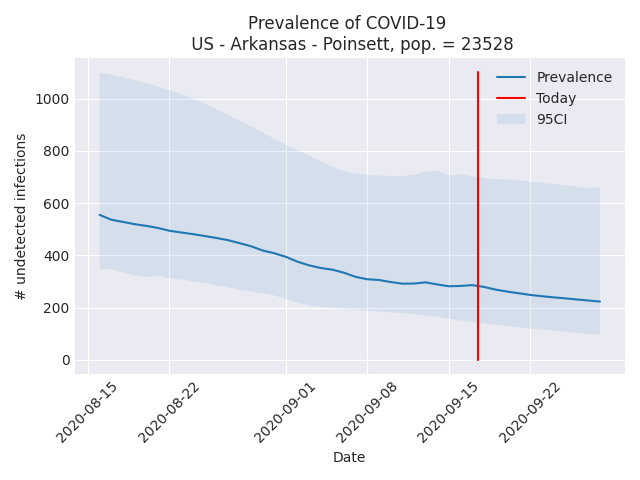 Prevalence of COVID-19
US - Arkansas - Poinsett, pop. = 23528
Prevalence
Today
95CI
# undetected infections
1000
800
600
400
200
0
2020-08-15
2020-08-22
2020-09-01
2020-09-08
2020-09-15
2020-09-22
Date